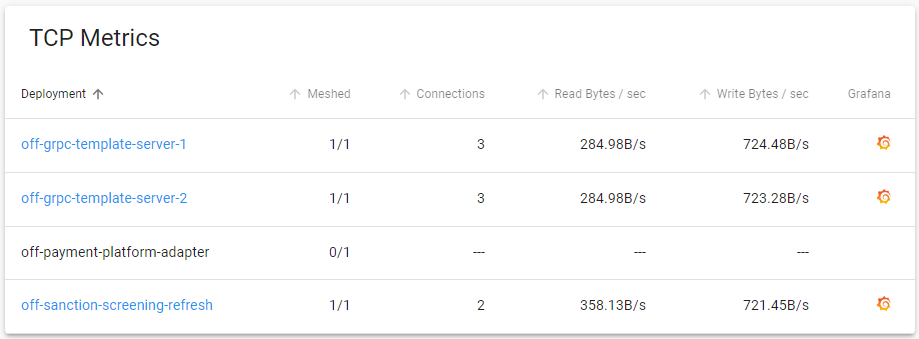 TCP Metrics
Deployment Meshed Connections Read Bytes / sec Write Bytes / sec Grafana
off-grpc-template-server-1 1/1 3 284.98B/s 724.48B/s
off-grpc-template-server-2 1/1 3 284.98B/s 723.28B/s
off-payment-platform-adapter 0/1 --- --- ---
off-sanction-screening-refresh 1/1 2 358.13B/s 721.45B/s